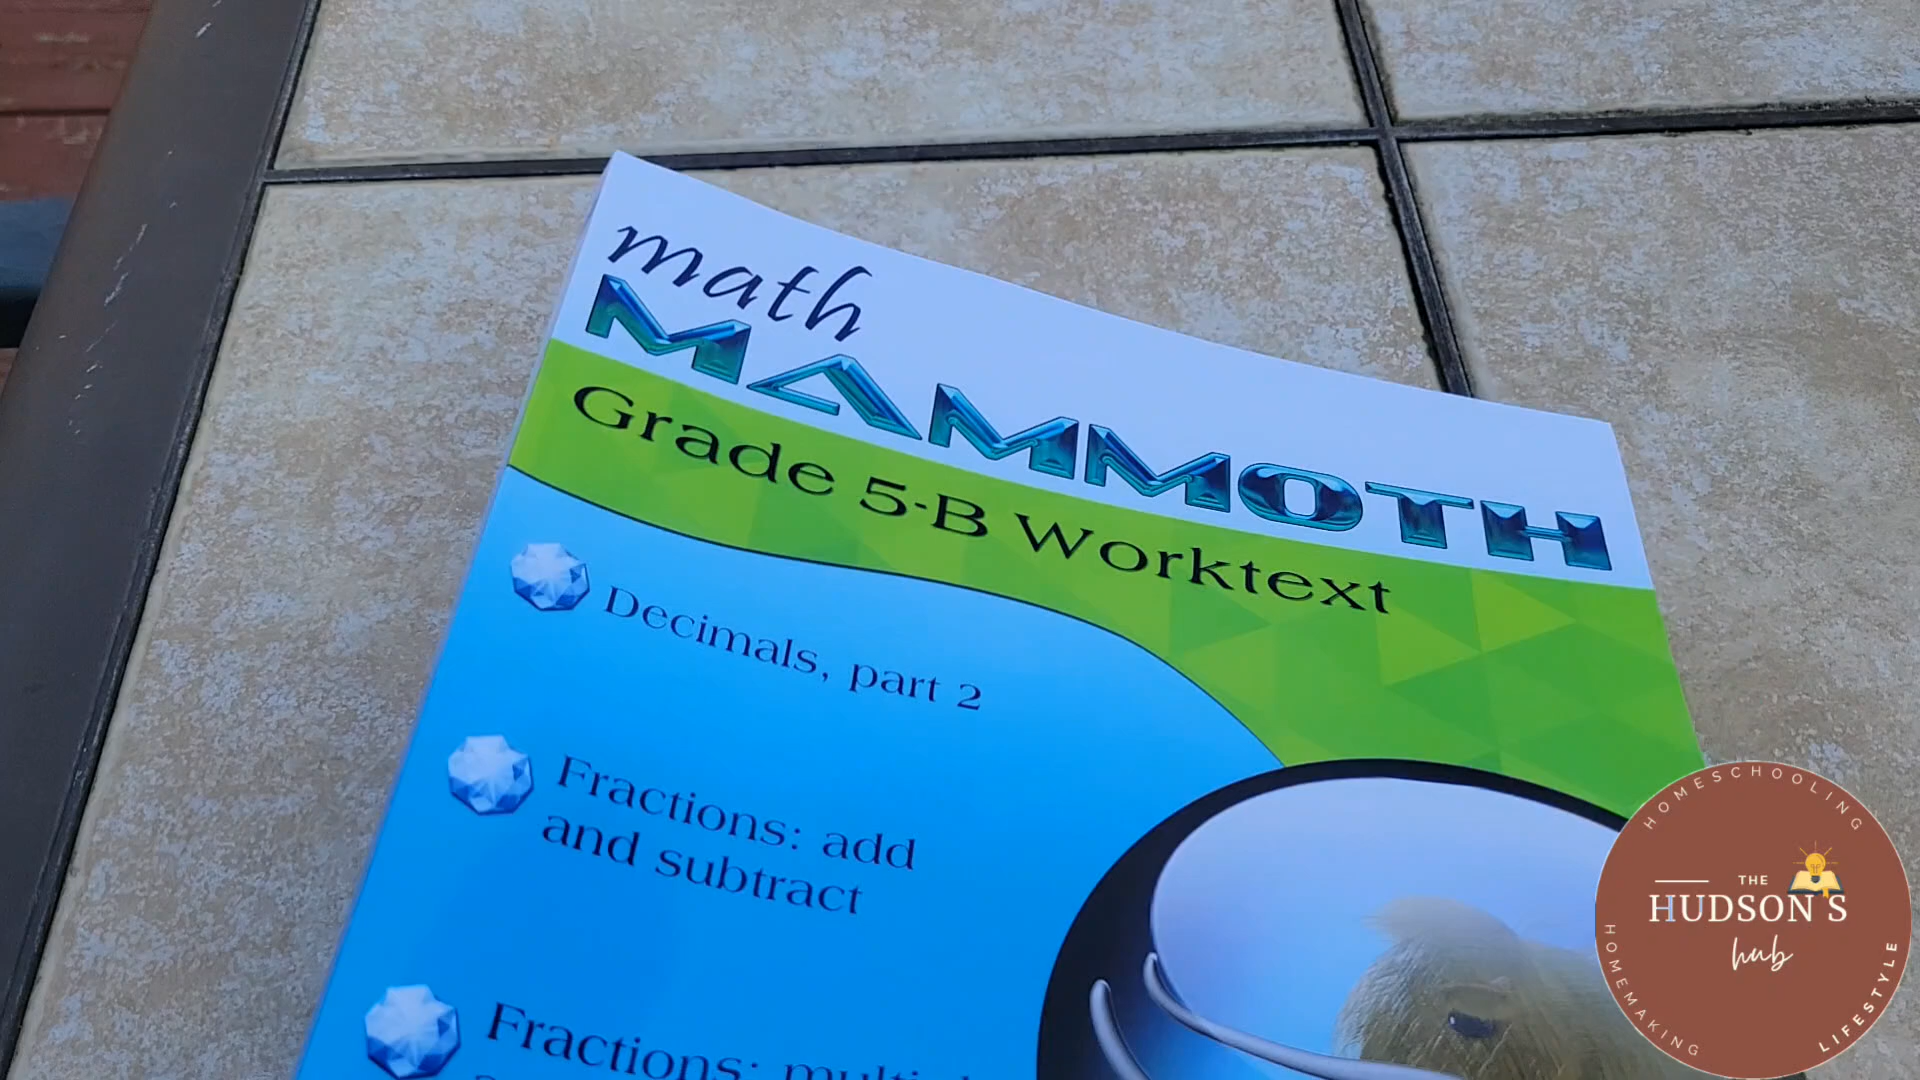 math
MAMMOTH
Grade 5-B Worktext
Decimals, part 2
Fractions: add
and subtract
Fractions:
HOMESCHOOLING
THE
HUDSON'S
hub
HOMEMAKING
LIFESTYLE